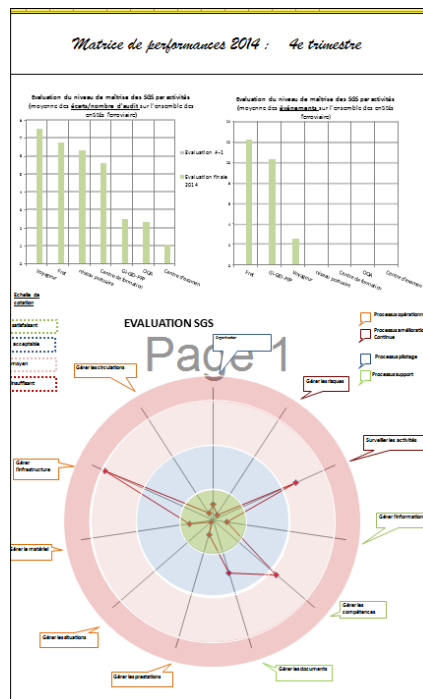 Matrice de performances 2014 : 4e trimestre
Evaluation du niveau de maîtrise des SGS par activités
(moyenne des écarts/nombre d'audit sur l'ensemble des
entités ferroviaire)
Evaluation A-1
Evaluation finale
2014
Voyageur
Fret
réseau portuaire
Centre de formation
GI-GID-PPP
OQA
Centre d'examen
Evaluation du niveau de maîtrise des SGS par activités
(moyenne des événements sur l'ensemble des entités
ferroviaire)
Fret
GI-GID-PPP
Voyageur
réseau portuaire
Centre de formation
OQA
Centre d'examen
Echelle de
cotation
satisfaisant
acceptable
moyen
insuffisant
EVALUATION SGS
Page 1
Processus opérationnel
Processus amélioration
Continue
Processus pilotage
Processus support
Organisation
Gérer les circulations
Gérer les risques
Surveiller les activités
Gérer
l'infrastructure
Gérer l'information
Gérer le matériel
Gérer les
compétences
Gérer les situations
Gérer les prestations
Gérer les documents